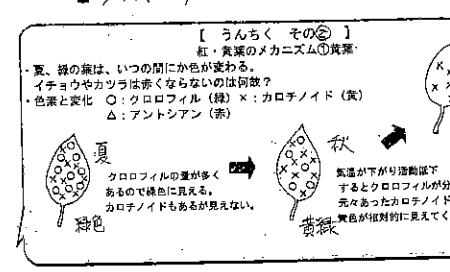 【 うんちく その② 】
紅・黄葉のメカニズム①黄葉
・夏、緑の葉は、いつの間にか色が変わる。
イチョウやカツラは赤くならないのは何故?
・色素と変化 ○:クロロフィル(緑) ×:カロチノイド(黄)
△:アントシアン(赤)
夏
クロロフィルの量が多く
あるので緑色に見える。
カロチノイドもあるが見えない。
緑色
秋
気温が下がり活動低下
するとクロロフィルが分
元々あったカロチノイド
黄色が相対的に見えてく
黄緑